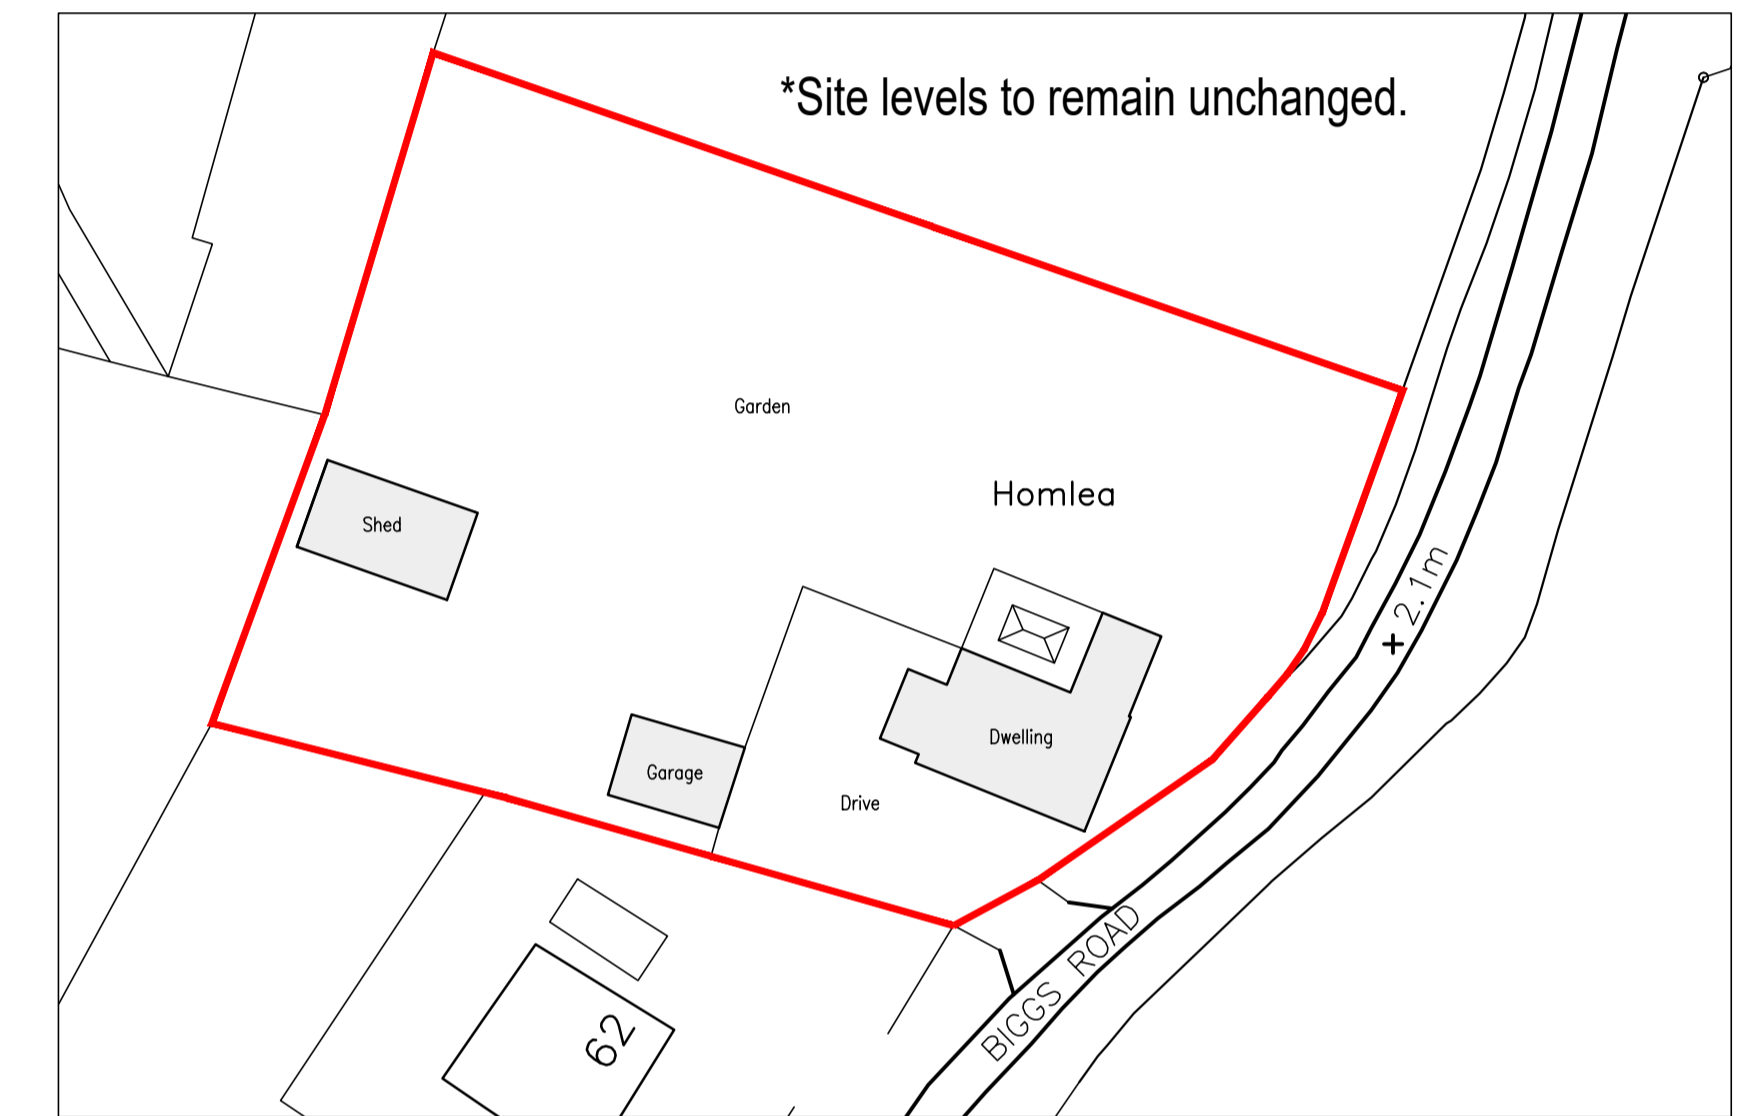 *Site levels to remain unchanged.
Garden
Homlea
Shed
+ 2.1m
Dwelling
Garage
Drive
BIGGS ROAD
62